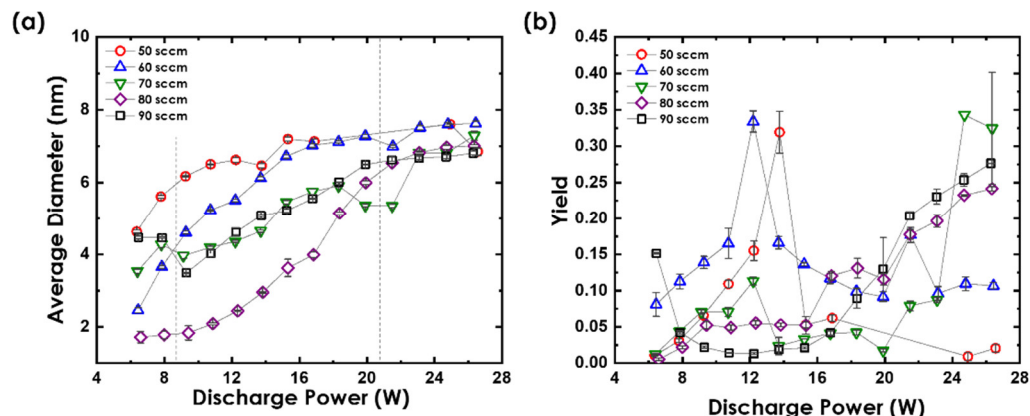 (a)
10
8
6
4
2
Average Diameter (nm)
50 sccm
60 sccm
70 sccm
80 sccm
90 sccm
4 8 12 16 20 24 28
Discharge Power (W)
(b)
0.45
0.40
0.35
0.30
0.25
0.20
0.15
0.10
0.05
0.00
Yield
50 sccm
60 sccm
70 sccm
80 sccm
90 sccm
4 8 12 16 20 24 28
Discharge Power (W)